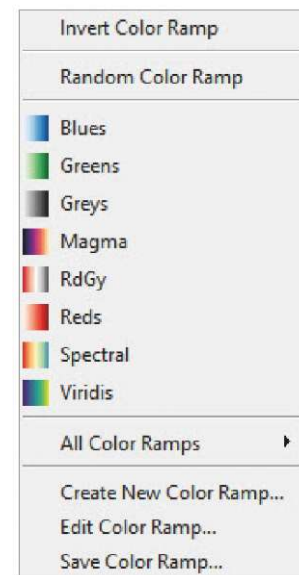 Invert Color Ramp
Random Color Ramp
Blues
Greens
Greys
Magma
RdGy
Reds
Spectral
Viridis
All Color Ramps
Create New Color Ramp...
Edit Color Ramp...
Save Color Ramp...